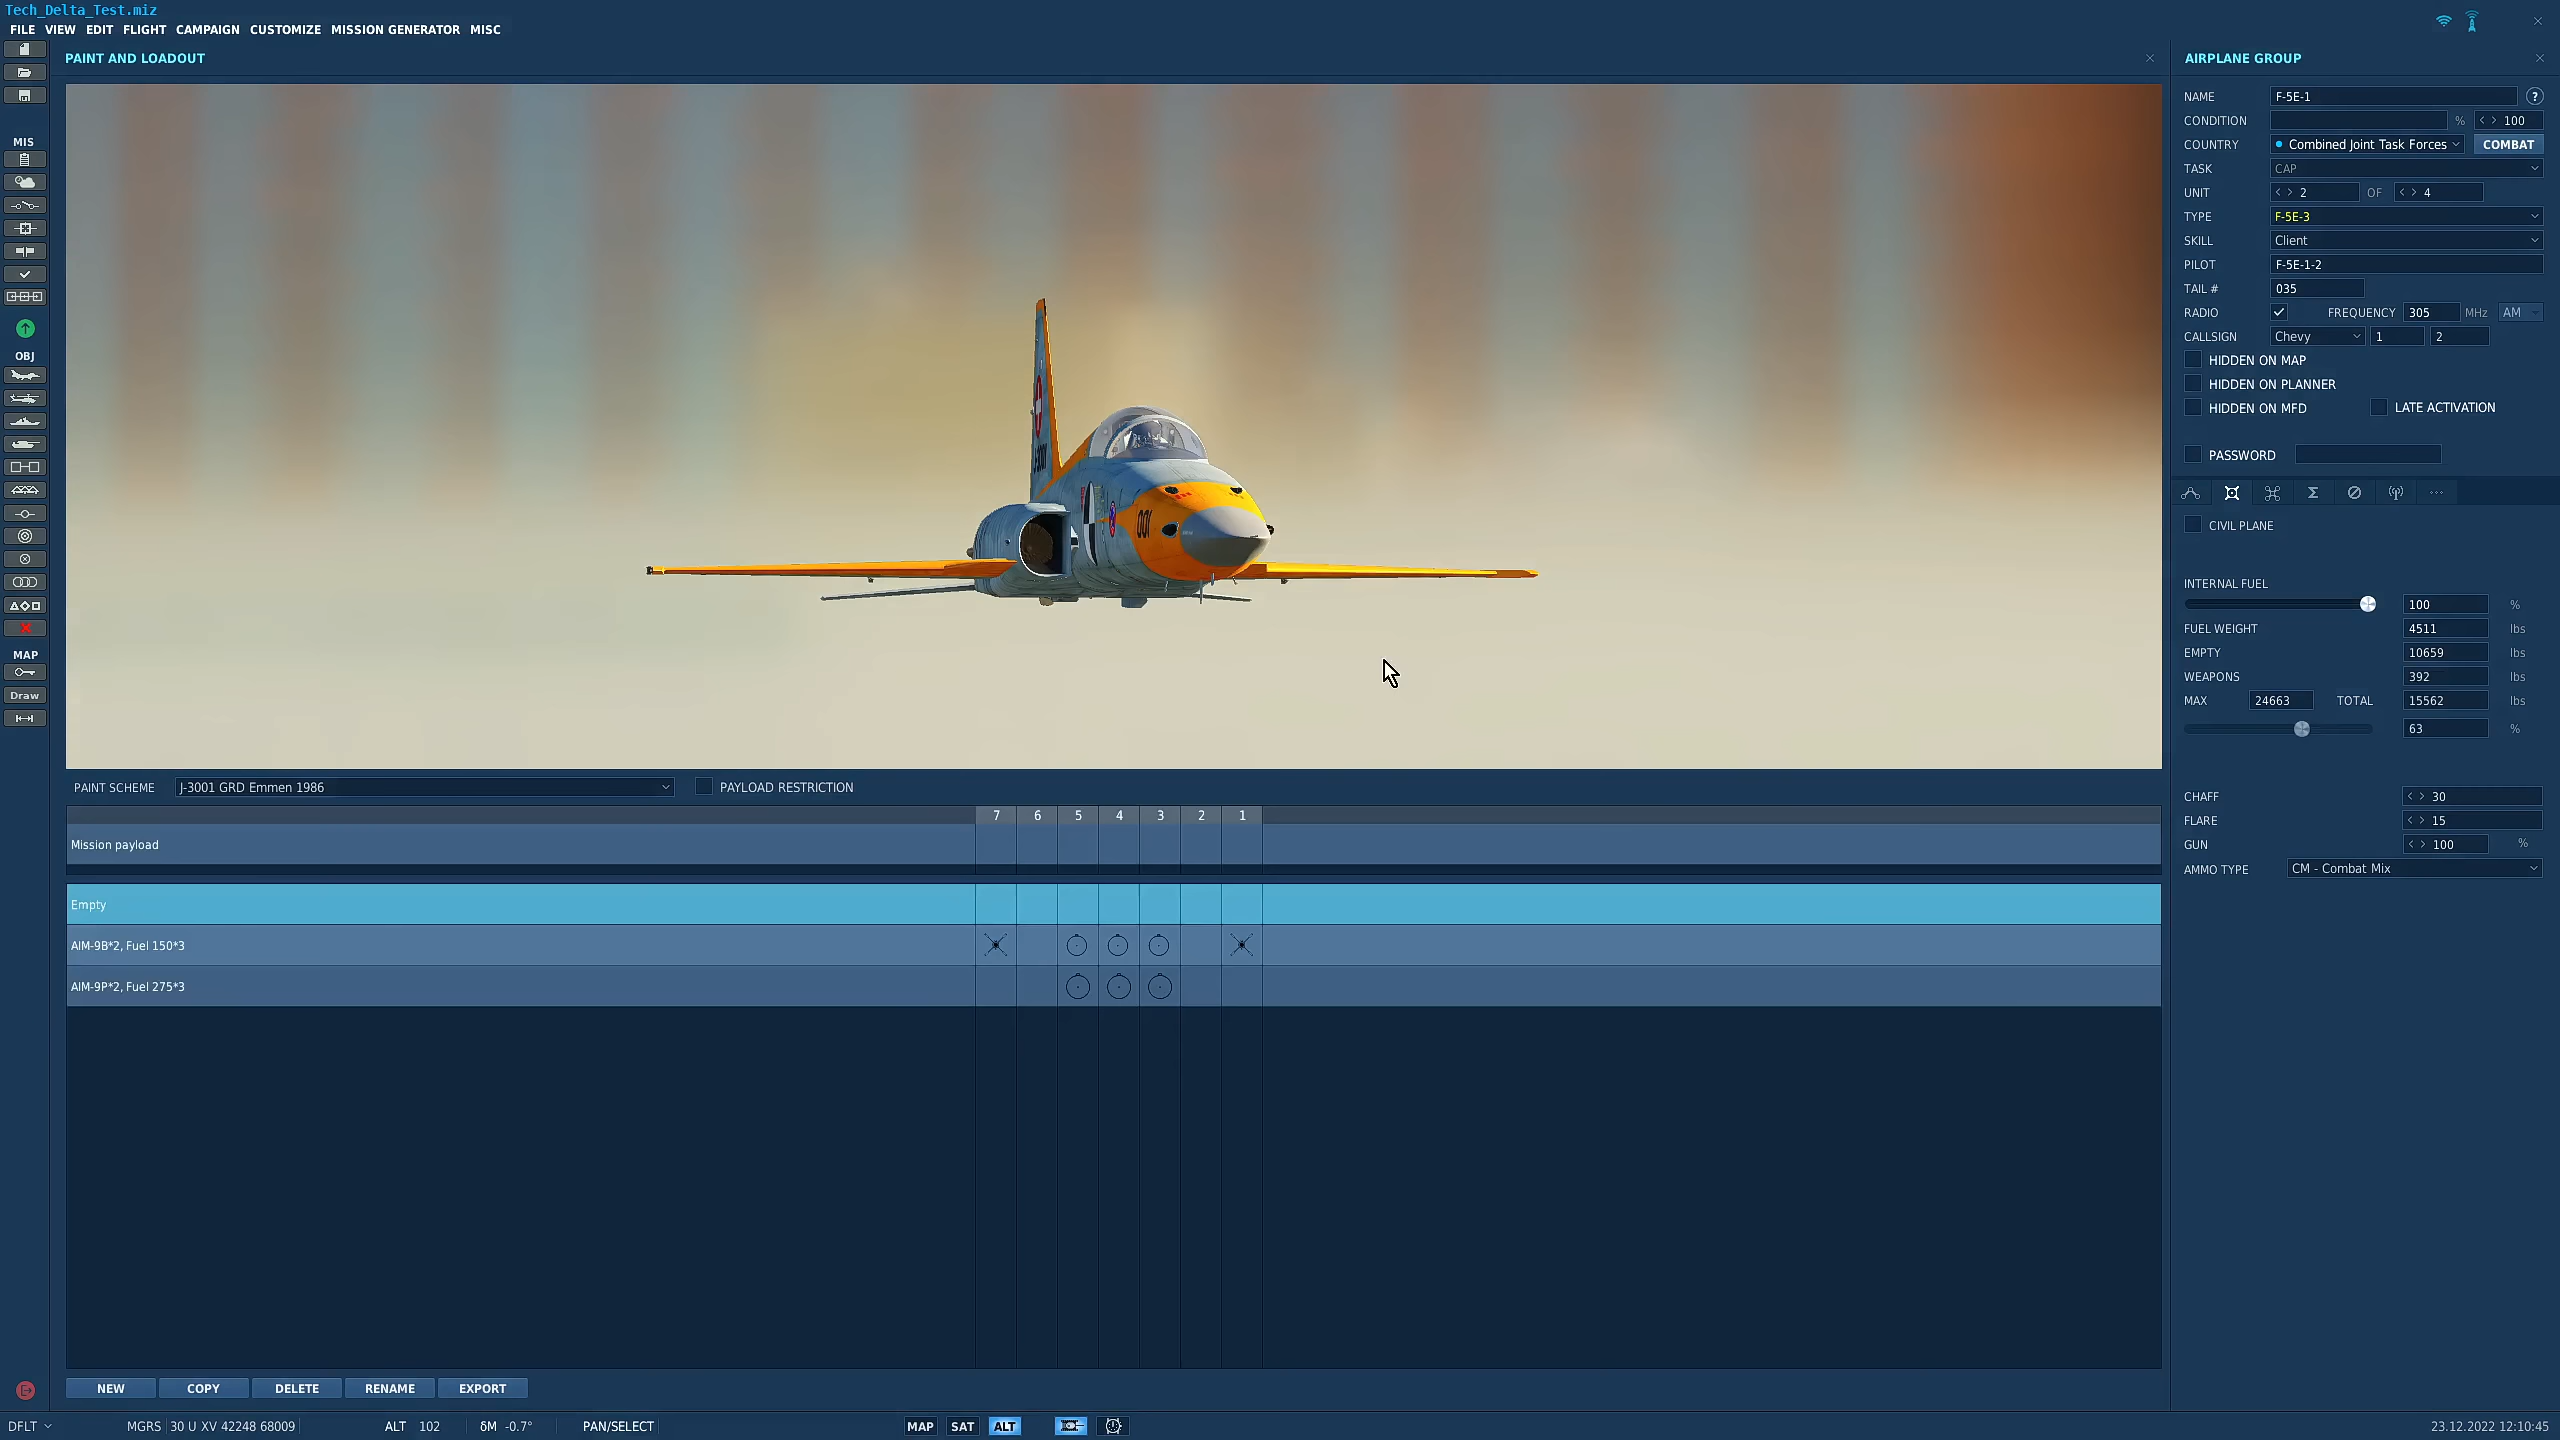 Tech_Delta_Test.miz
FILE VIEW EDIT FLIGHT CAMPAIGN CUSTOMIZE MISSION GENERATOR MISC
PAINT AND LOADOUT
AIRPLANE GROUP
NAME F-5E-1 ?
CONDITION % < > 100
COUNTRY Combined Joint Task Forces COMBAT
TASK CAP
UNIT < > 2 OF < > 4
TYPE F-5E-3
SKILL Client
PILOT F-5E-1-2
TAIL # 035
RADIO FREQUENCY 305 MHz AM
CALLSIGN Chevy 1 2
HIDDEN ON MAP
HIDDEN ON PLANNER
HIDDEN ON MFD LATE ACTIVATION
PASSWORD
CIVIL PLANE
INTERNAL FUEL
100 %
FUEL WEIGHT 4511 lbs
EMPTY 10659 lbs
WEAPONS 392 lbs
MAX 24663 TOTAL 15562 lbs
63 %
CHAFF < > 30
FLARE < > 15
GUN < > 100 %
AMMO TYPE CM - Combat Mix
MIS
OBJ
MAP
Draw
001
PAINT SCHEME J-3001 GRD Emmen 1986 PAYLOAD RESTRICTION
7 6 5 4 3 2 1
Mission payload
Empty
AIM-9B*2, Fuel 150*3
AIM-9P*2, Fuel 275*3
NEW COPY DELETE RENAME EXPORT
DFLT MGRS 30 U XV 42248 68009 ALT 102 δM -0.7° PAN/SELECT MAP SAT ALT 23.12.2022 12:10:45